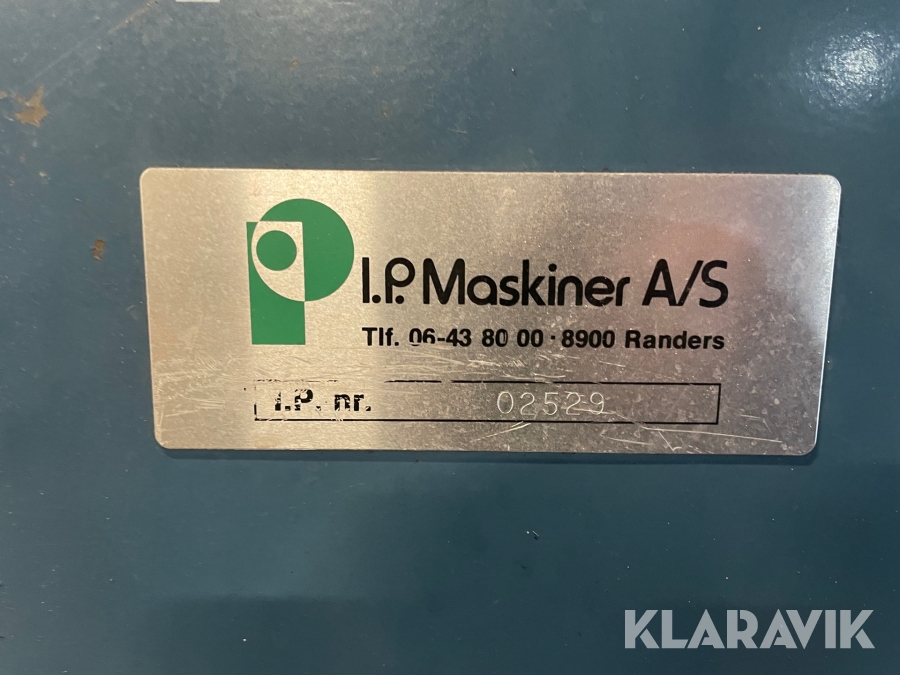 I.P. Maskiner A/S
Tlf. 06-43 80 00 · 8900 Randers
I.P. nr. 02529
KLARAVIK